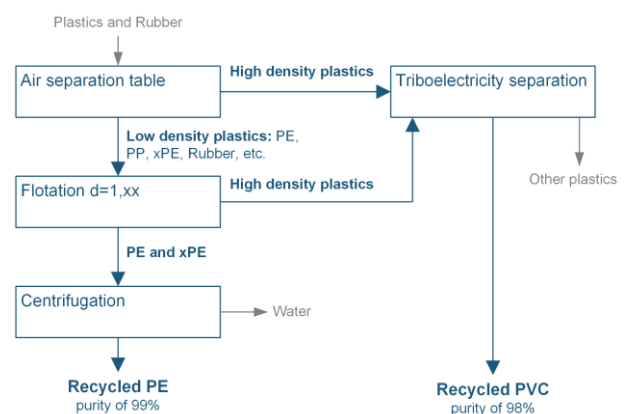 Plastics and Rubber
Air separation table
High density plastics
Triboelectricity separation
Low density plastics: PE,
PP, xPE, Rubber, etc.
Flotation d=1,xx
High density plastics
Other plastics
PE and xPE
Centrifugation
Water
Recycled PE
purity of 99%
Recycled PVC
purity of 98%